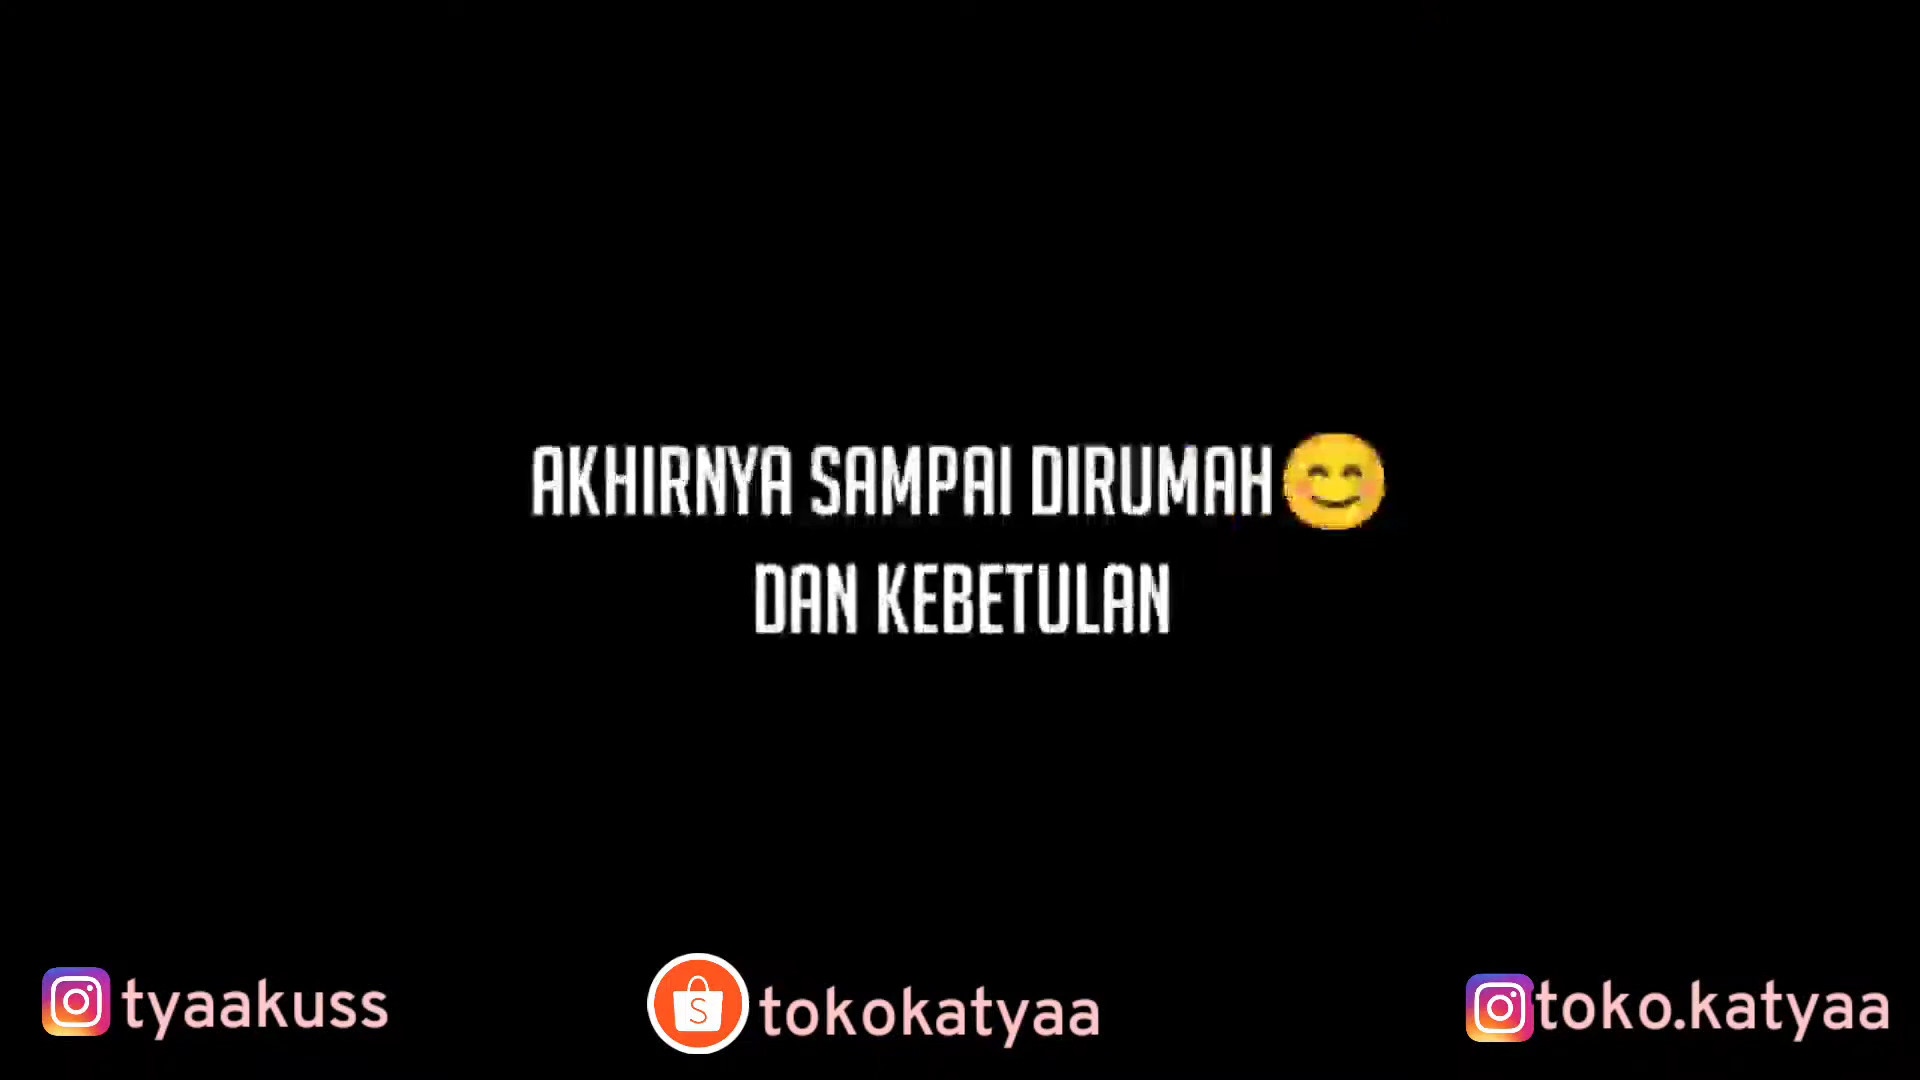 AKHIRNYA SAMPAI DIRUMAH😊
DAN KEBETULAN
tyaakuss
tokokatyaa
toko.katyaa